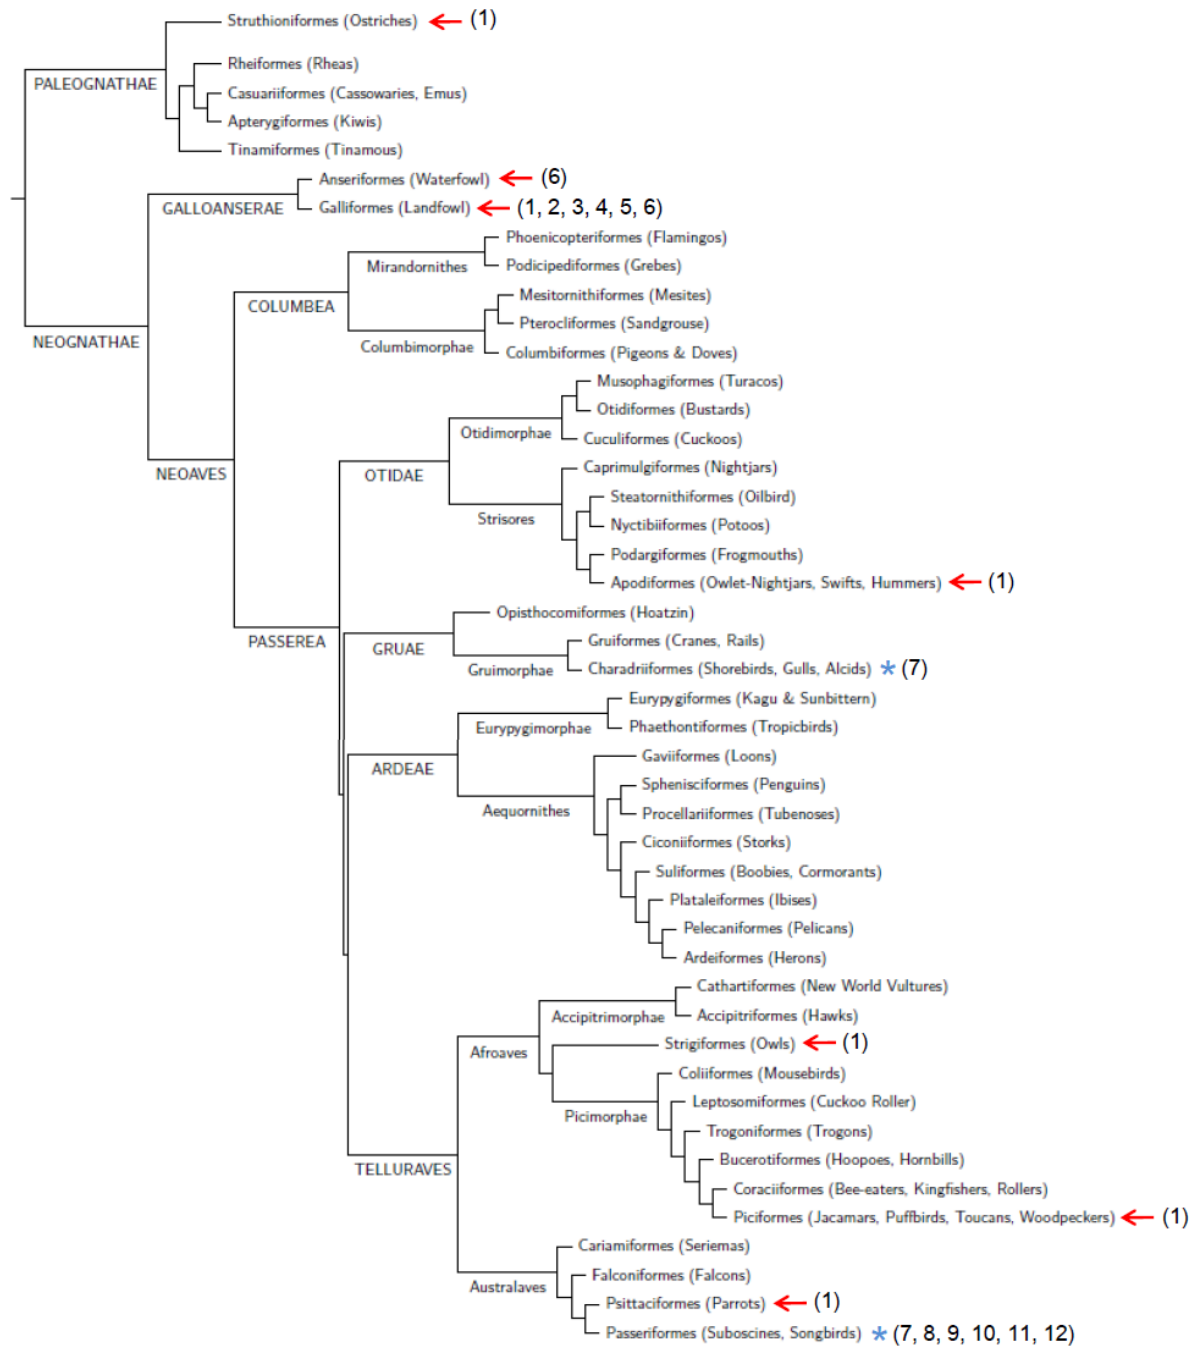 Struthioniformes (Ostriches) (1)
Rheiformes (Rheas)
PALEOGNATHAE
Casuariiformes (Cassowaries, Emus)
Apterygiformes (Kiwis)
Tinamiformes (Tinamous)
Anseriformes (Waterfowl) (6)
GALLOANSERAE
Galliformes (Landfowl) (1, 2, 3, 4, 5, 6)
Phoenicopteriformes (Flamingos)
Mirandornithes
Podicipediformes (Grebes)
COLUMBEA
Mesitornithiformes (Mesites)
Pterocliformes (Sandgrouse)
NEOGNATHAE
Columbimorphae
Columbiformes (Pigeons & Doves)
Musophagiformes (Turacos)
Otidiformes (Bustards)
Otidimorphae
Cuculiformes (Cuckoos)
NEOAVES
OTIDAE
Caprimulgiformes (Nightjars)
Steatornithiformes (Oilbird)
Strisores
Nyctibiiformes (Potoos)
Podargiformes (Frogmouths)
Apodiformes (Owlet-Nightjars, Swifts, Hummers) (1)
Opisthocomiformes (Hoatzin)
PASSEREA
GRUAE
Gruiformes (Cranes, Rails)
Gruimorphae
Charadriiformes (Shorebirds, Gulls, Alcids) * (7)
Eurypygiformes (Kagu & Sunbittern)
Eurypygimorphae
Phaethontiformes (Tropicbirds)
ARDEAE
Gaviiformes (Loons)
Sphenisciformes (Penguins)
Aequornithes
Procellariiformes (Tubenoses)
Ciconiiformes (Storks)
Suliformes (Boobies, Cormorants)
Plataleiformes (Ibises)
Pelecaniformes (Pelicans)
Ardeiformes (Herons)
Cathartiformes (New World Vultures)
Accipitrimorphae
Accipitriformes (Hawks)
Afroaves
Strigiformes (Owls) (1)
Coliiformes (Mousebirds)
Picimorphae
Leptosomiformes (Cuckoo Roller)
Trogoniformes (Trogons)
TELLURAVES
Bucerotiformes (Hoopoes, Hornbills)
Coraciiformes (Bee-eaters, Kingfishers, Rollers)
Piciformes (Jacamars, Puffbirds, Toucans, Woodpeckers) (1)
Cariamiformes (Seriemas)
Australaves
Falconiformes (Falcons)
Psittaciformes (Parrots) (1)
Passeriformes (Suboscines, Songbirds) * (7, 8, 9, 10, 11, 12)